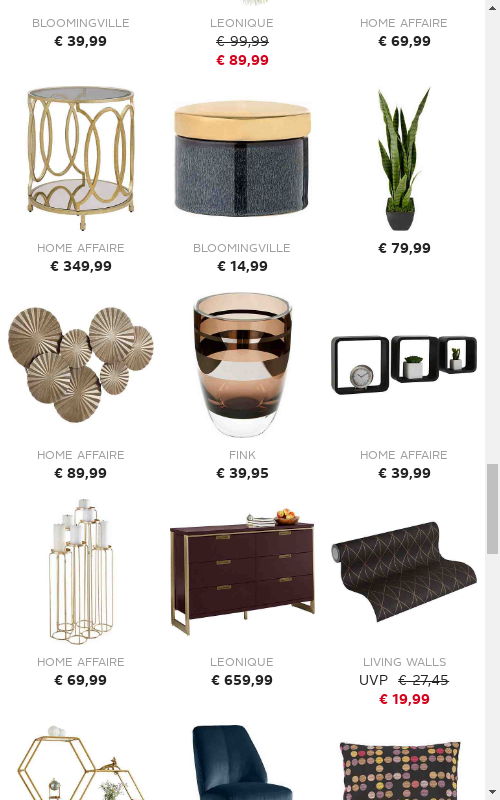 BLOOMINGVILLE
€ 39,99
LEONIQUE
€ 99,99
€ 89,99
HOME AFFAIRE
€ 69,99
HOME AFFAIRE
€ 349,99
BLOOMINGVILLE
€ 14,99
€ 79,99
HOME AFFAIRE
€ 89,99
FINK
€ 39,95
HOME AFFAIRE
€ 39,99
HOME AFFAIRE
€ 69,99
LEONIQUE
€ 659,99
LIVING WALLS
UVP € 27,45
€ 19,99